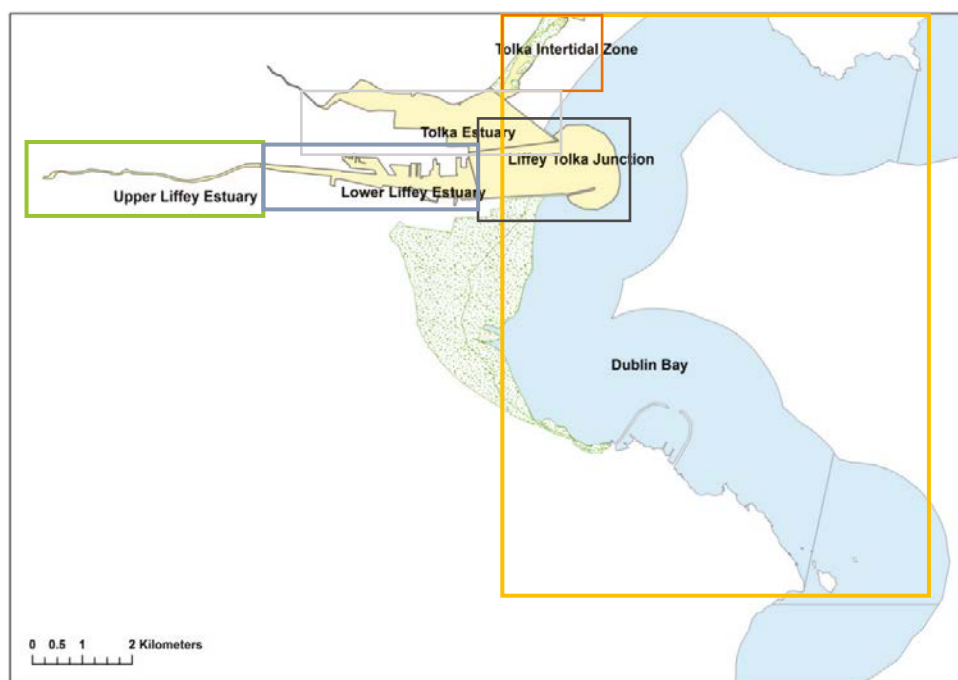 Tolka Intertidal Zone
Tolka Estuary
Liffey Tolka Junction
Upper Liffey Estuary
Lower Liffey Estuary
Dublin Bay
0 0.5 1 2 Kilometers